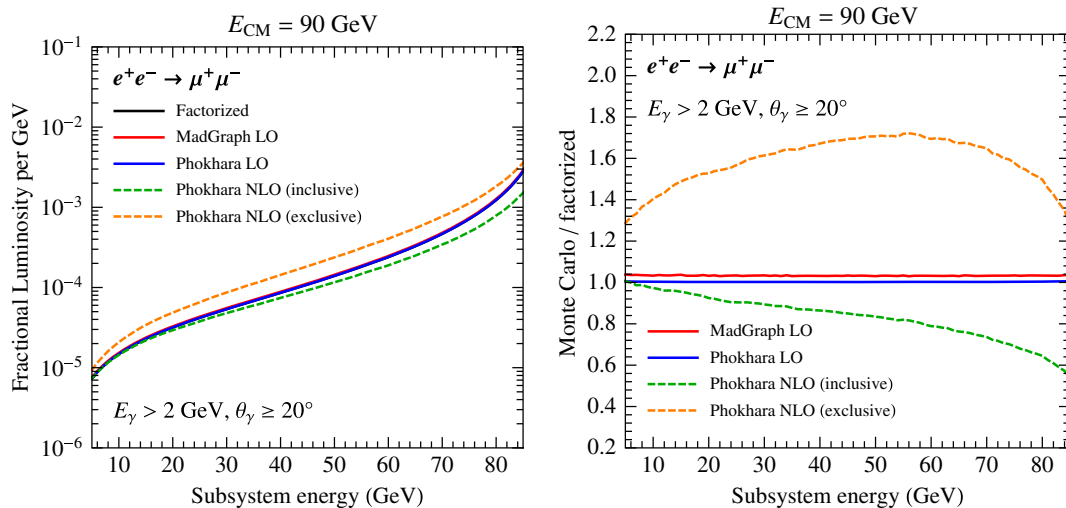 E_CM = 90 GeV
Fractional Luminosity per GeV
10⁻¹
10⁻²
10⁻³
10⁻⁴
10⁻⁵
10⁻⁶
e⁺e⁻ → μ⁺μ⁻
Factorized
MadGraph LO
Phokhara LO
Phokhara NLO (inclusive)
Phokhara NLO (exclusive)
E_γ > 2 GeV, θ_γ ≥ 20°
10 20 30 40 50 60 70 80
Subsystem energy (GeV)
E_CM = 90 GeV
Monte Carlo / factorized
2.2
2.0
1.8
1.6
1.4
1.2
1.0
0.8
0.6
0.4
0.2
e⁺e⁻ → μ⁺μ⁻
E_γ > 2 GeV, θ_γ ≥ 20°
MadGraph LO
Phokhara LO
Phokhara NLO (inclusive)
Phokhara NLO (exclusive)
10 20 30 40 50 60 70 80
Subsystem energy (GeV)